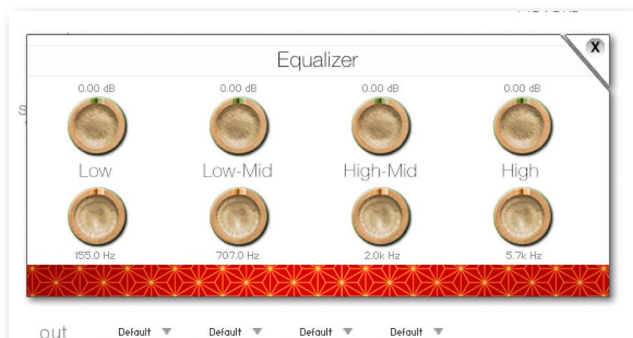 X
Equalizer
0.00 dB 0.00 dB 0.00 dB 0.00 dB
Low Low-Mid High-Mid High
155.0 Hz 707.0 Hz 2.0k Hz 5.7k Hz
out Default Default Default Default